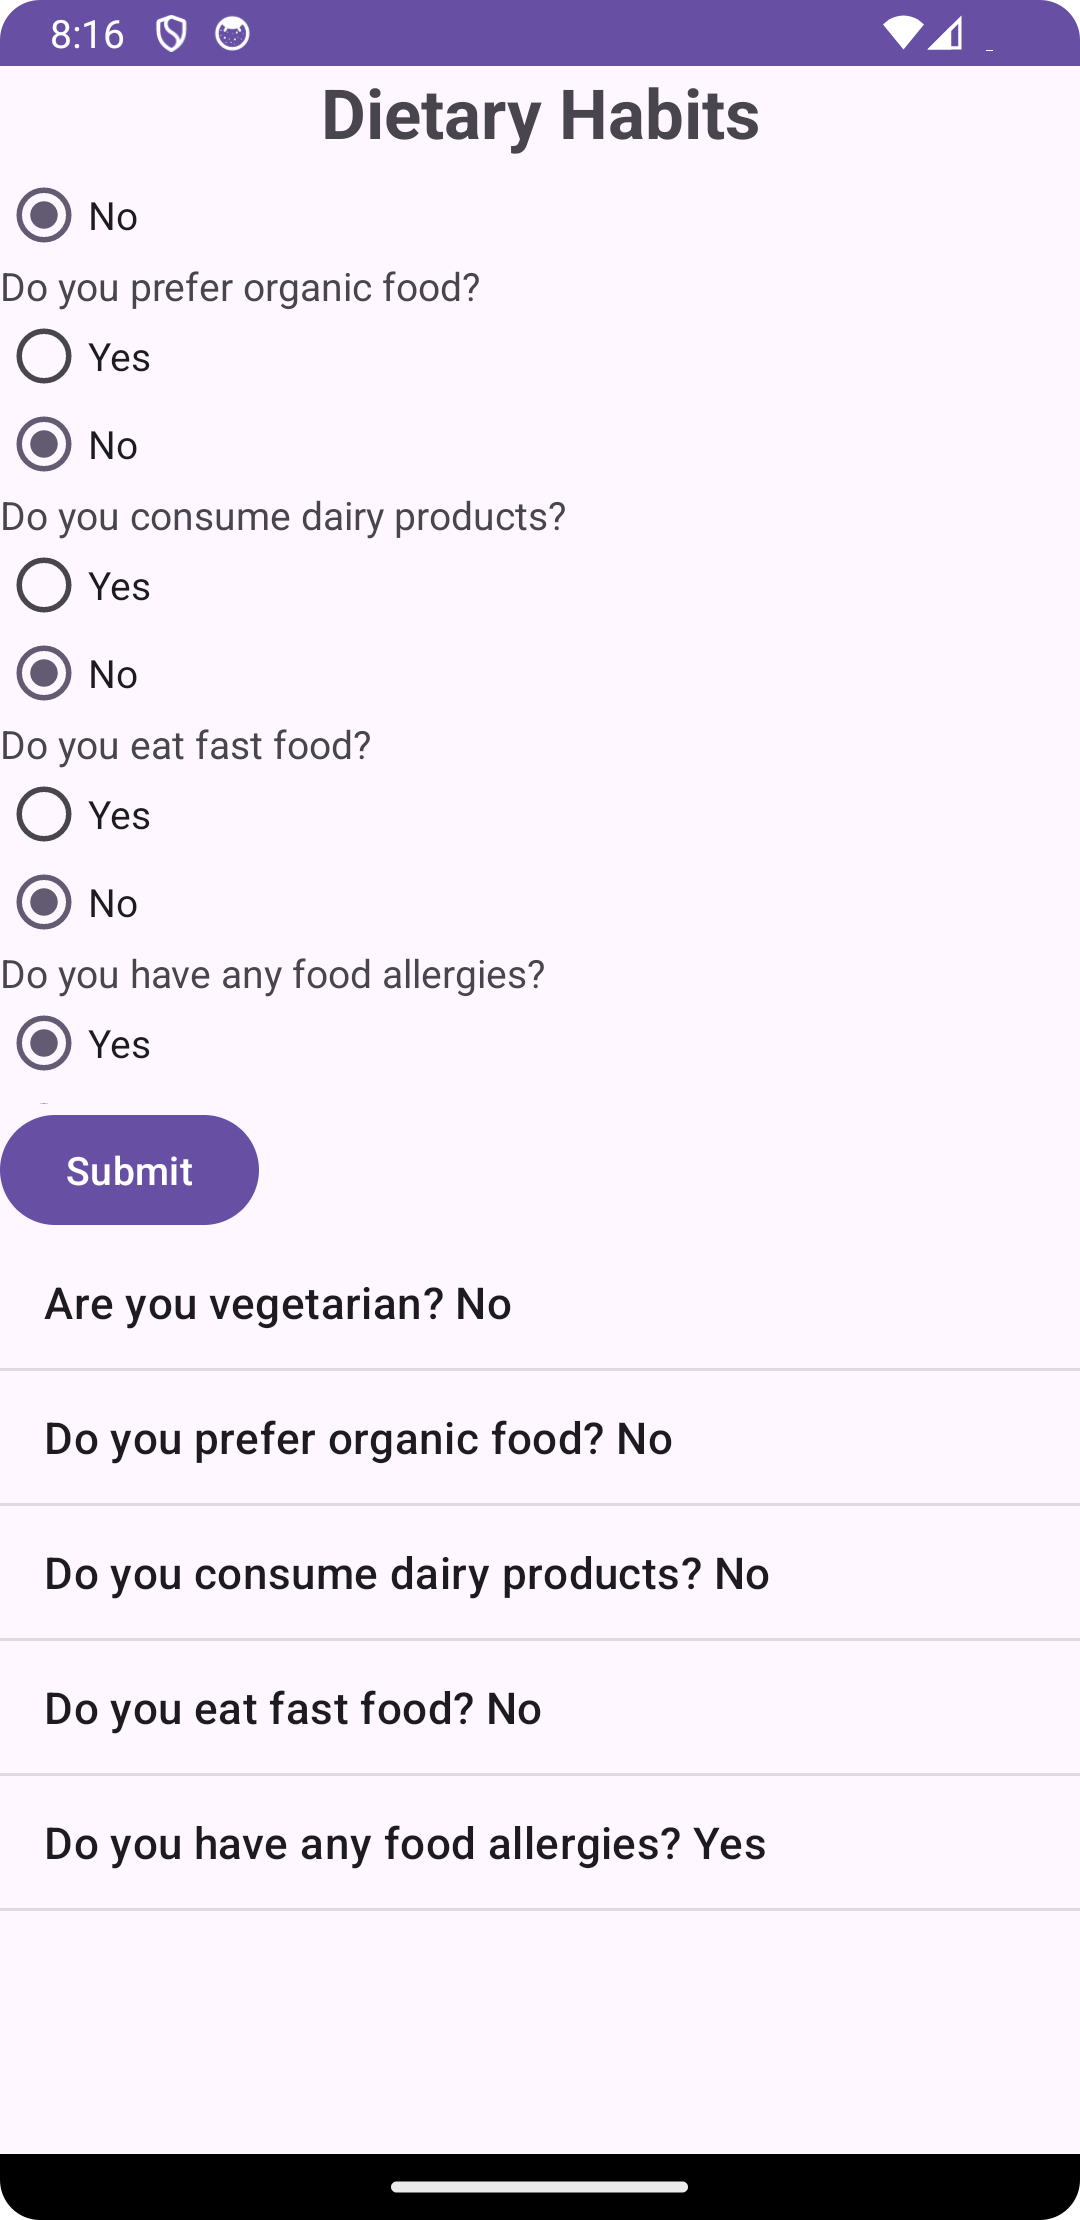 8:16
Dietary Habits
No
Do you prefer organic food?
Yes
No
Do you consume dairy products?
Yes
No
Do you eat fast food?
Yes
No
Do you have any food allergies?
Yes
Submit
Are you vegetarian? No
Do you prefer organic food? No
Do you consume dairy products? No
Do you eat fast food? No
Do you have any food allergies? Yes